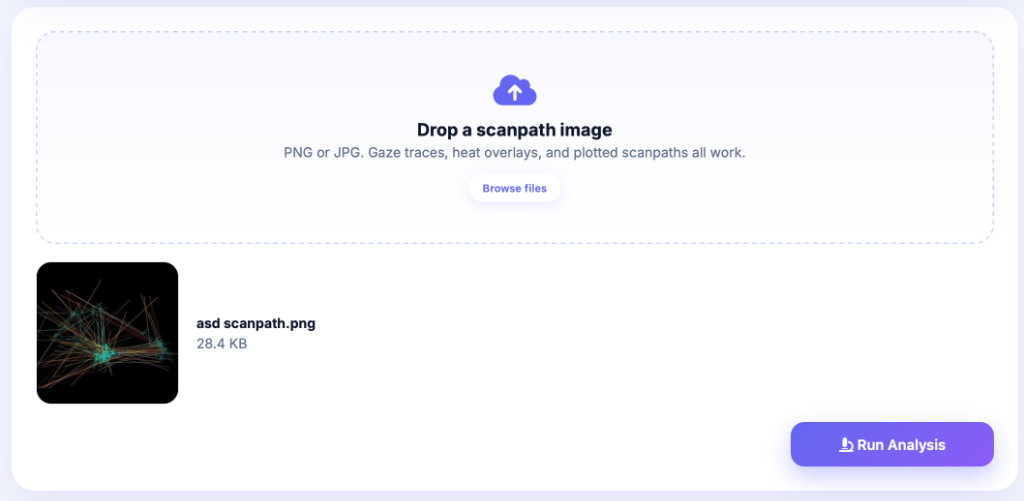 Drop a scanpath image
PNG or JPG. Gaze traces, heat overlays, and plotted scanpaths all work.
Browse files
asd scanpath.png
28.4 KB
Run Analysis